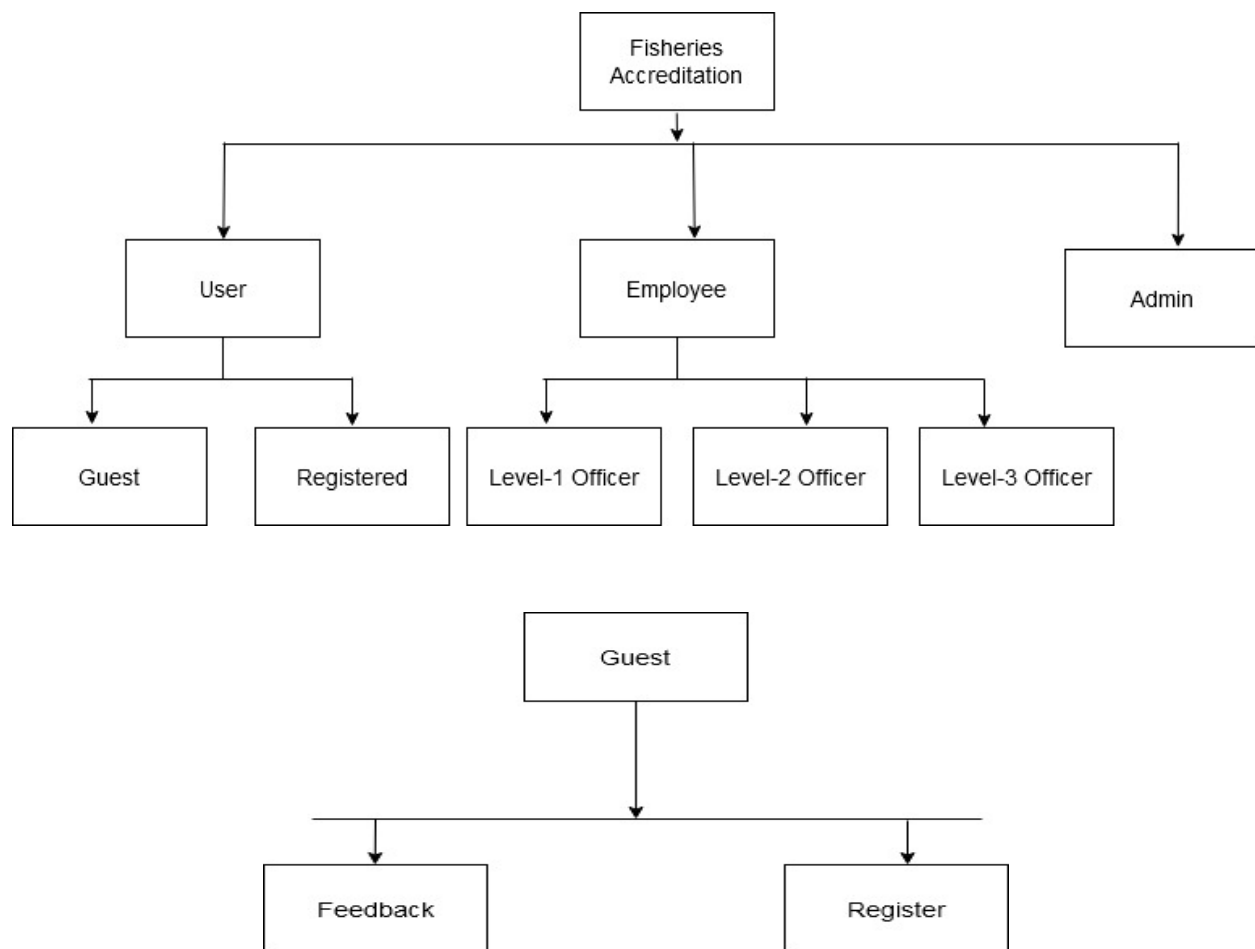 Fisheries
Accreditation
User
Employee
Admin
Guest
Registered
Level-1 Officer
Level-2 Officer
Level-3 Officer
Guest
Feedback
Register